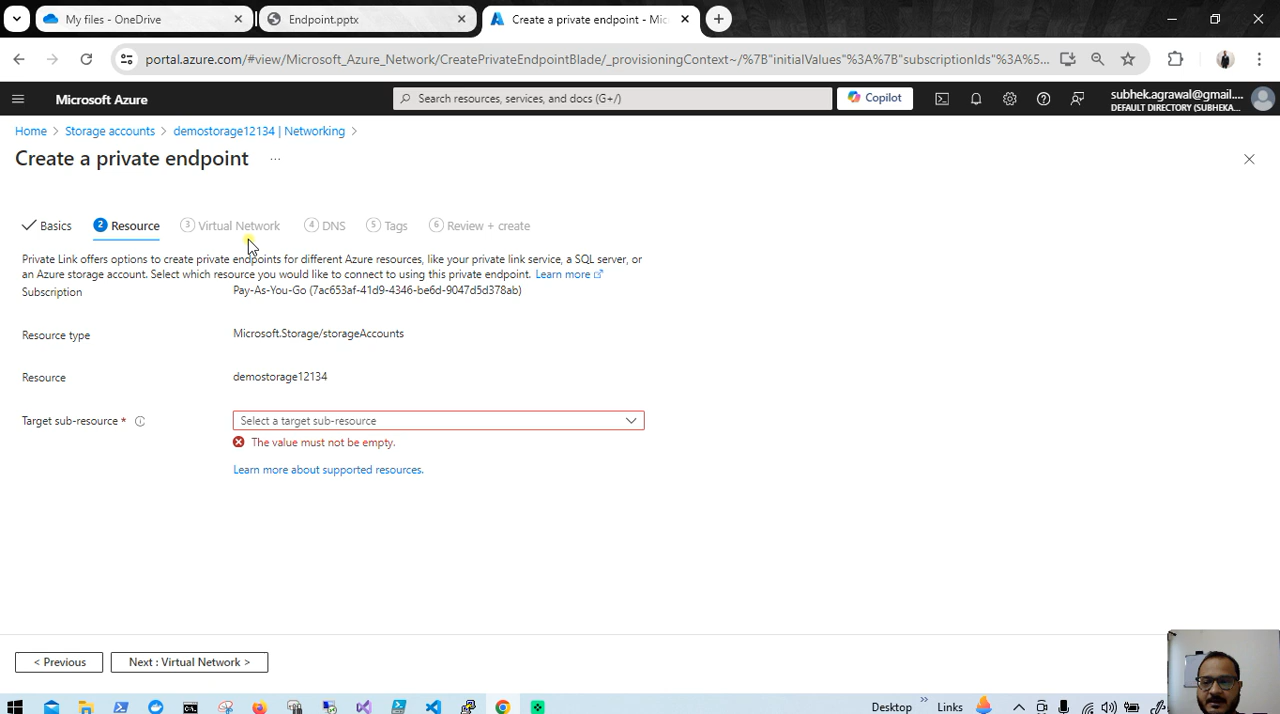 My files - OneDrive
Endpoint.pptx
Create a private endpoint - Mic
portal.azure.com/#view/Microsoft_Azure_Network/CreatePrivateEndpointBlade/_provisioningContext~/%7B"initialValues"%3A%7B"subscriptionIds"%3A%5...
Microsoft Azure
Search resources, services, and docs (G+/)
Copilot
subhek.agrawal@gmail....
DEFAULT DIRECTORY (SUBHEKA...
Home > Storage accounts > demostorage12134 | Networking >
Create a private endpoint ...
Basics
2 Resource
3 Virtual Network
4 DNS
5 Tags
6 Review + create
Private Link offers options to create private endpoints for different Azure resources, like your private link service, a SQL server, or
an Azure storage account. Select which resource you would like to connect to using this private endpoint. Learn more
Subscription
Pay-As-You-Go (7ac653af-41d9-4346-be6d-9047d5d378ab)
Resource type
Microsoft.Storage/storageAccounts
Resource
demostorage12134
Target sub-resource *
Select a target sub-resource
The value must not be empty.
Learn more about supported resources.
< Previous
Next : Virtual Network >
Desktop
Links